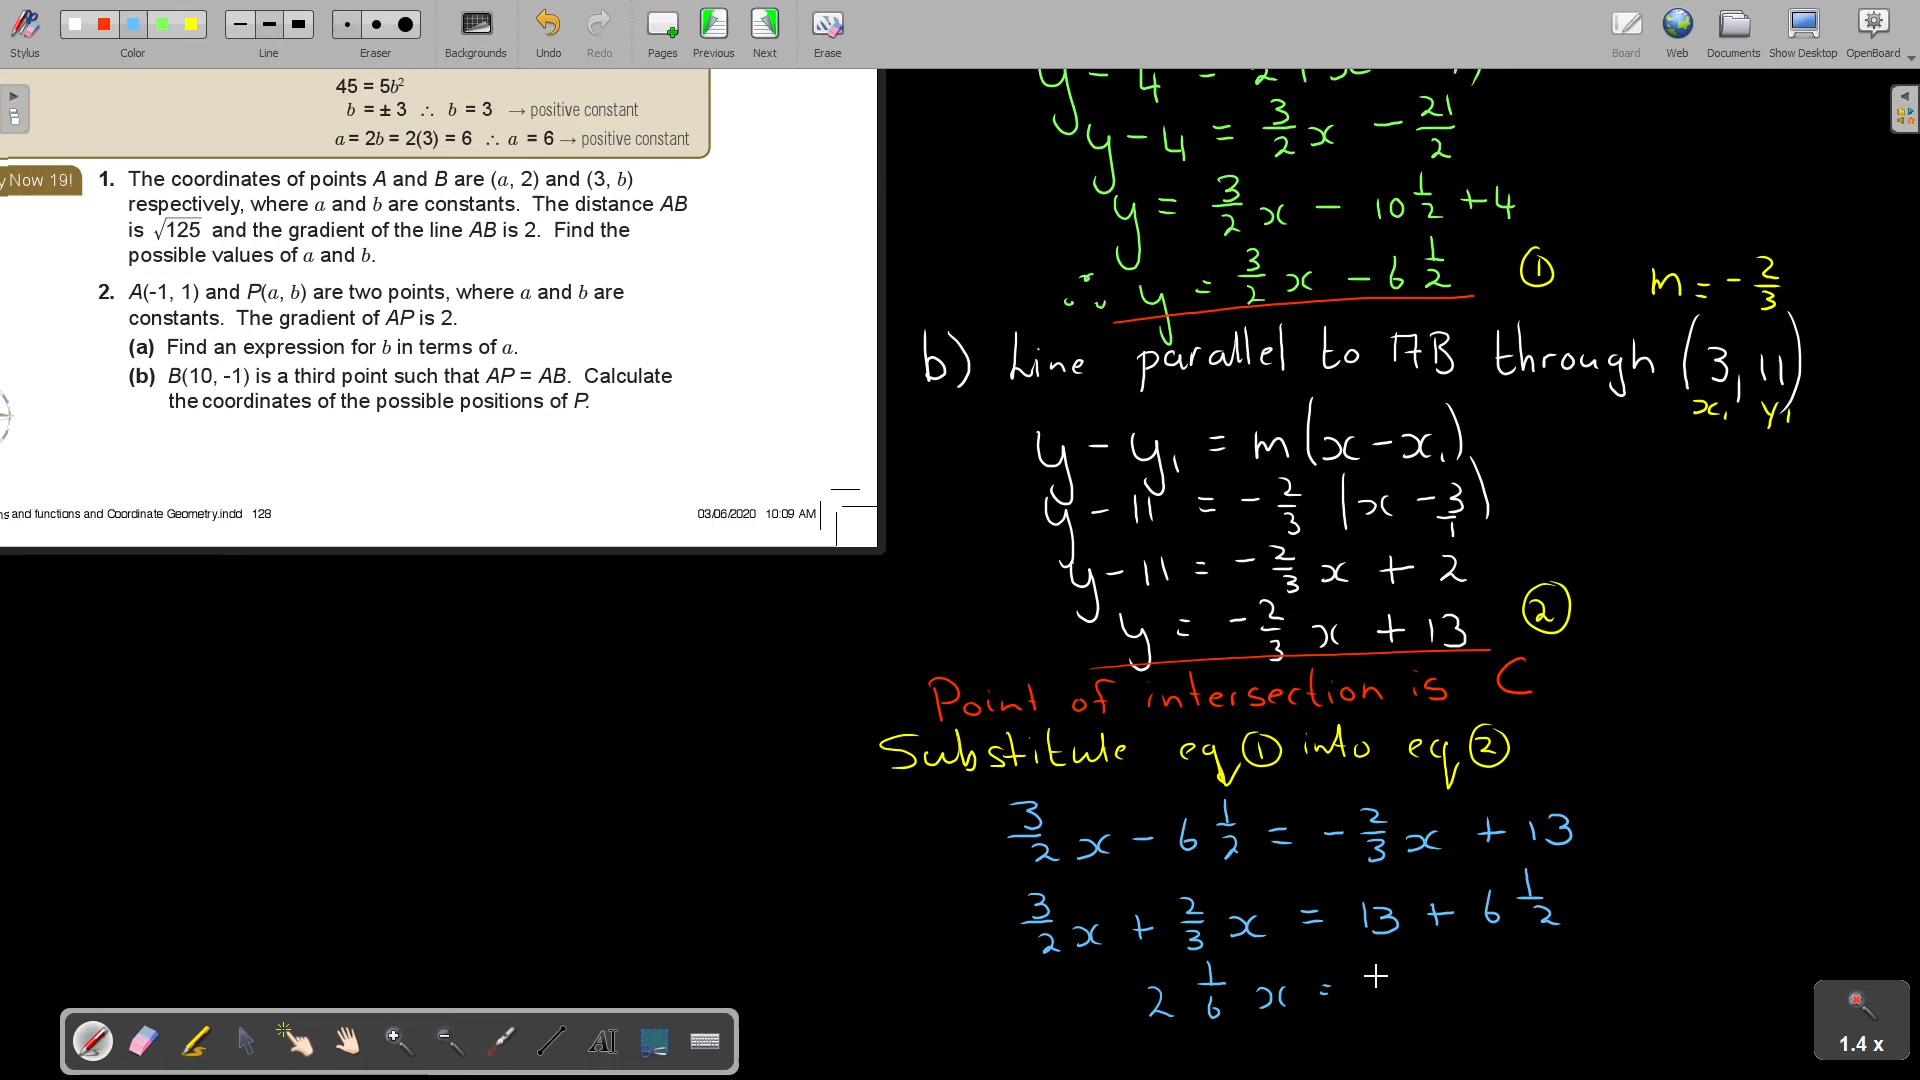 Stylus Color Line Eraser Backgrounds Undo Redo Pages Previous Next Erase Board Web Documents Show Desktop OpenBoard
45 = 5b²
b = ± 3 ∴ b = 3 → positive constant
a = 2b = 2(3) = 6 ∴ a = 6 → positive constant
y Now 19!
1. The coordinates of points A and B are (a, 2) and (3, b)
respectively, where a and b are constants. The distance AB
is √125 and the gradient of the line AB is 2. Find the
possible values of a and b.
2. A(-1, 1) and P(a, b) are two points, where a and b are
constants. The gradient of AP is 2.
(a) Find an expression for b in terms of a.
(b) B(10, -1) is a third point such that AP = AB. Calculate
the coordinates of the possible positions of P.
ns and functions and Coordinate Geometry.indd 128
03/06/2020 10:09 AM
y - 4 = 3/2 x - 21/2
y = 3/2 x - 10 1/2 + 4
∴ y = 3/2 x - 6 1/2 ①
m = - 2/3
b) Line parallel to AB through (3, 11)
x₁ y₁
y - y₁ = m(x - x₁)
y - 11 = - 2/3 (x - 3/1)
y - 11 = - 2/3 x + 2
y = - 2/3 x + 13 ②
Point of intersection is C
Substitute eq ① into eq ②
3/2 x - 6 1/2 = - 2/3 x + 13
3/2 x + 2/3 x = 13 + 6 1/2
2 1/6 x =
AI
1.4 x